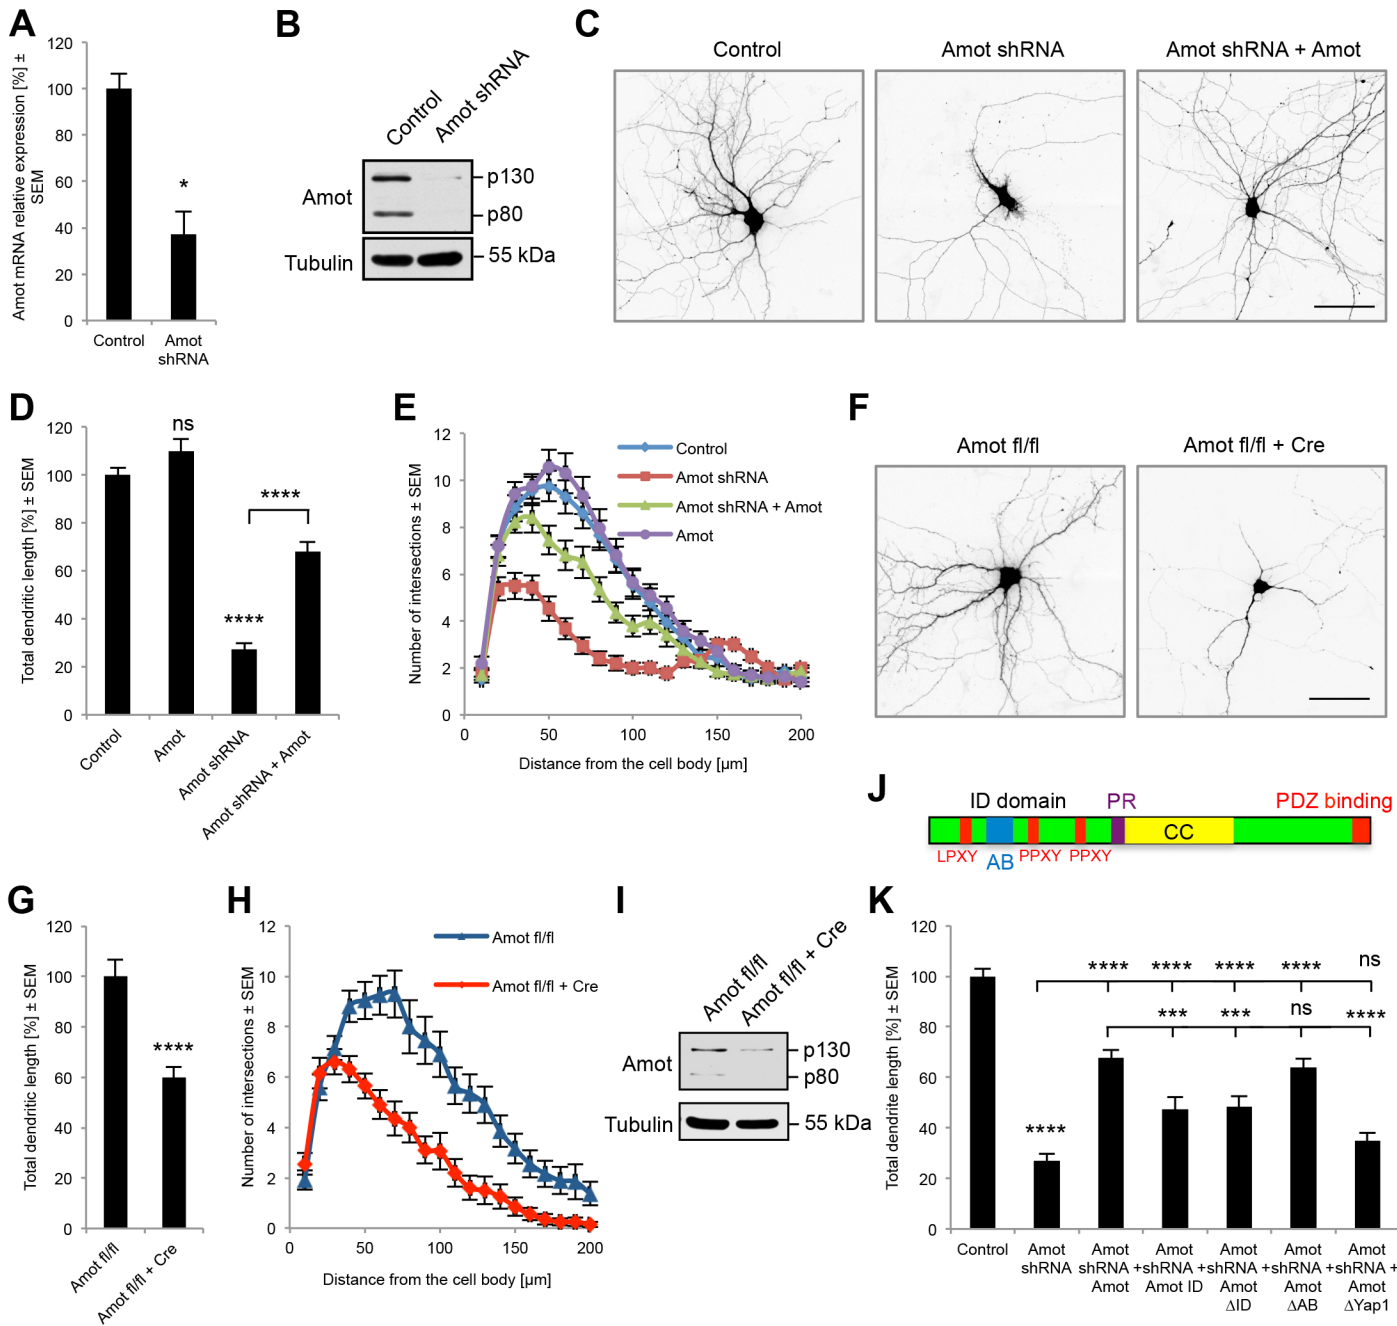 A
Amot mRNA relative expression [%] ±
SEM
120
100
80
60
40
20
0
*
Control
Amot
shRNA
B
Control
Amot shRNA
Amot
p130
p80
Tubulin
55 kDa
C
Control
Amot shRNA
Amot shRNA + Amot
D
Total dendritic length [%] ± SEM
120
100
80
60
40
20
0
ns
****
****
Control
Amot
Amot shRNA
Amot shRNA + Amot
E
Number of intersections ± SEM
12
10
8
6
4
2
0
Control
Amot shRNA
Amot shRNA + Amot
Amot
0
50
100
150
200
Distance from the cell body [µm]
F
Amot fl/fl
Amot fl/fl + Cre
J
ID domain
PR
PDZ binding
CC
LPXY
AB
PPXY
PPXY
G
Total dendritic length [%] ± SEM
120
100
80
60
40
20
0
****
Amot fl/fl
Amot fl/fl + Cre
H
Number of intersections ± SEM
12
10
8
6
4
2
0
Amot fl/fl
Amot fl/fl + Cre
0
50
100
150
200
Distance from the cell body [µm]
I
Amot fl/fl
Amot fl/fl + Cre
Amot
p130
p80
Tubulin
55 kDa
K
Total dendrite length [%] ± SEM
120
100
80
60
40
20
0
****
****
****
****
****
ns
***
***
ns
****
Control
Amot
shRNA
Amot
shRNA +
Amot
Amot
shRNA +
Amot ID
Amot
shRNA +
Amot
ΔID
Amot
shRNA +
Amot
ΔAB
Amot
shRNA +
Amot
ΔYap1